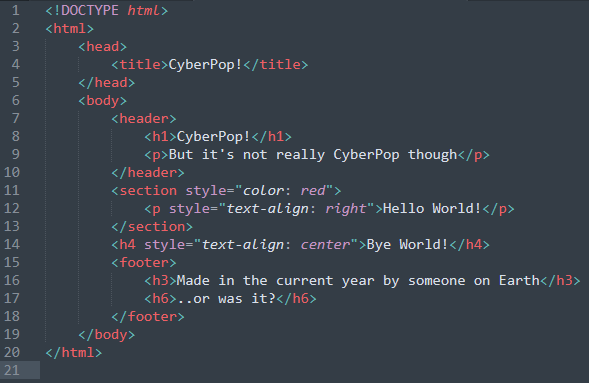 1 <!DOCTYPE html>
2 <html>
3     <head>
4         <title>CyberPop!</title>
5     </head>
6     <body>
7         <header>
8             <h1>CyberPop!</h1>
9             <p>But it's not really CyberPop though</p>
10         </header>
11         <section style="color: red">
12             <p style="text-align: right">Hello World!</p>
13         </section>
14         <h4 style="text-align: center">Bye World!</h4>
15         <footer>
16             <h3>Made in the current year by someone on Earth</h3>
17             <h6>..or was it?</h6>
18         </footer>
19     </body>
20 </html>
21